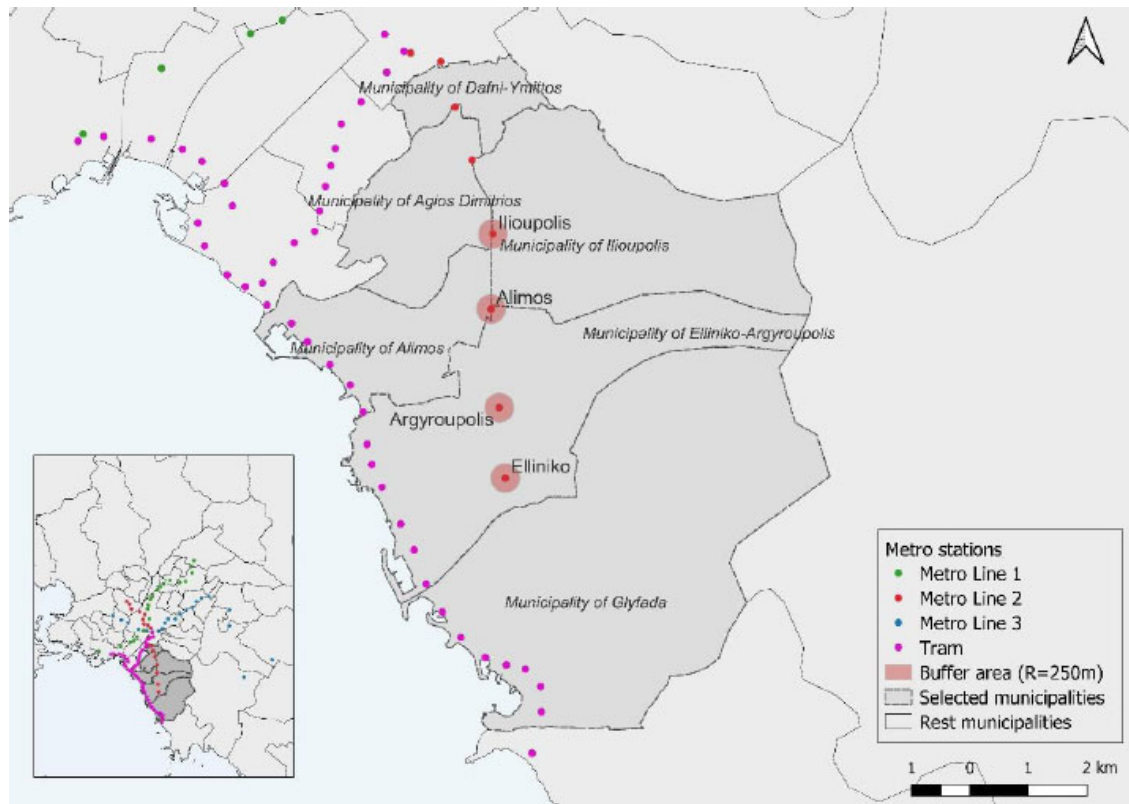 Municipality of Dafni-Ymittos
Municipality of Agios Dimitrios
Ilioupolis
Municipality of Ilioupolis
Alimos
Municipality of Elliniko-Argyroupolis
Municipality of Alimos
Argyroupolis
Elliniko
Municipality of Glyfada
Metro stations
Metro Line 1
Metro Line 2
Metro Line 3
Tram
Buffer area (R=250m)
Selected municipalities
Rest municipalities
1 0 1 2 km